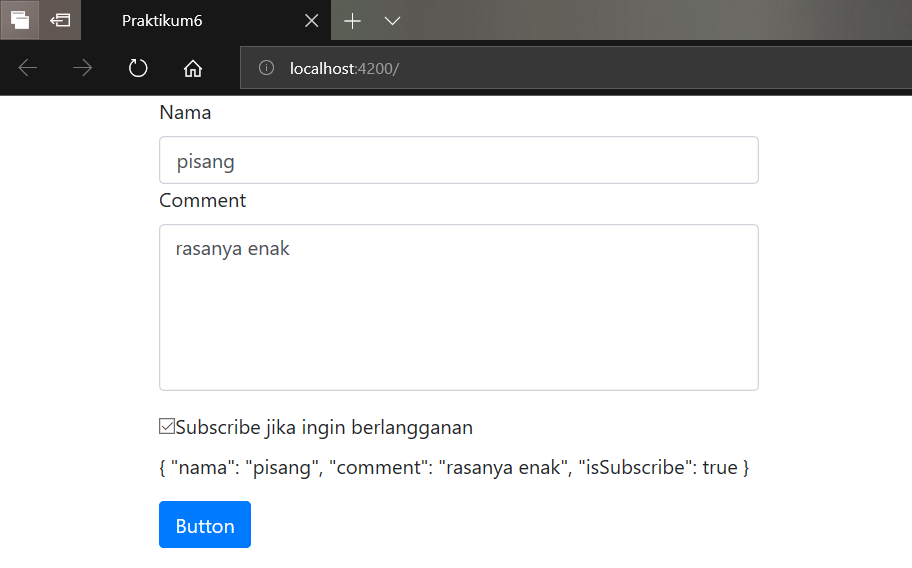 Praktikum6
localhost:4200/
Nama
pisang
Comment
rasanya enak
Subscribe jika ingin berlangganan
{ "nama": "pisang", "comment": "rasanya enak", "isSubscribe": true }
Button